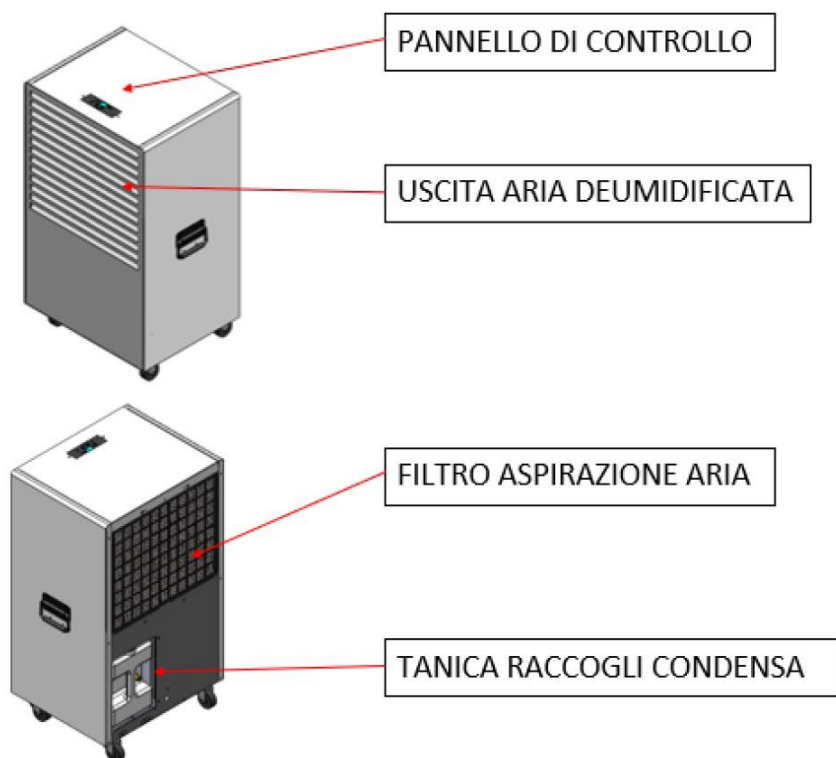 PANNELLO DI CONTROLLO
USCITA ARIA DEUMIDIFICATA
FILTRO ASPIRAZIONE ARIA
TANICA RACCOGLI CONDENSA